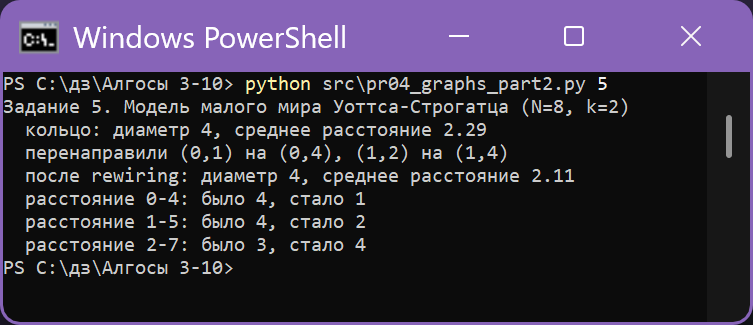 Windows PowerShell
PS C:\дз\Алгосы 3-10> python src\pr04_graphs_part2.py 5
Задание 5. Модель малого мира Уоттса-Строгатца (N=8, k=2)
кольцо: диаметр 4, среднее расстояние 2.29
перенаправили (0,1) на (0,4), (1,2) на (1,4)
после rewiring: диаметр 4, среднее расстояние 2.11
расстояние 0-4: было 4, стало 1
расстояние 1-5: было 4, стало 2
расстояние 2-7: было 3, стало 4
PS C:\дз\Алгосы 3-10>